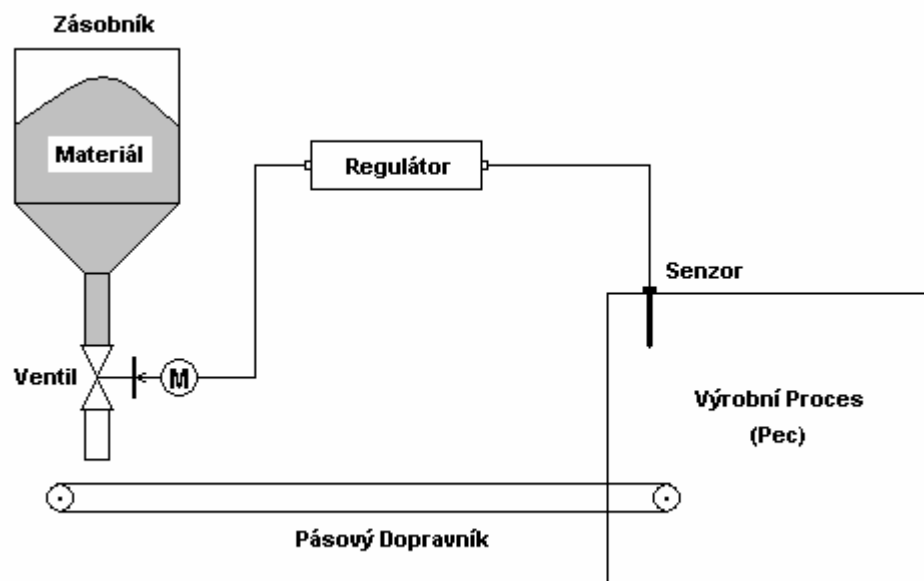 Zásobník
Materiál
Regulátor
Senzor
Ventil
M
Výrobní Proces
(Pec)
Pásový Dopravník